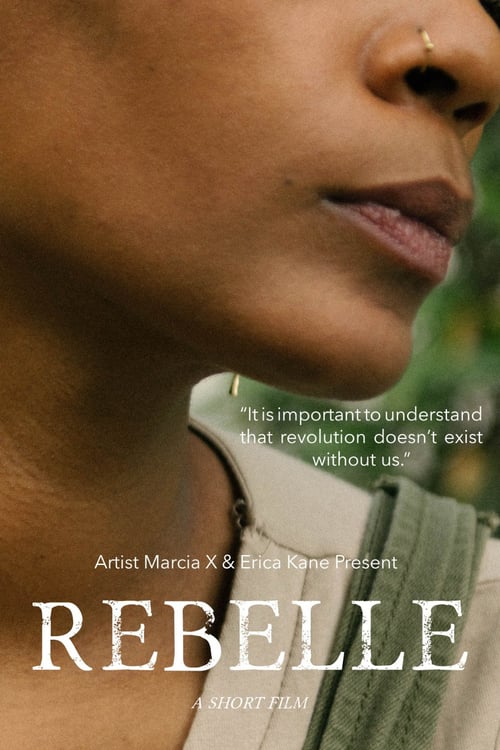 “It is important to understand
that revolution doesn’t exist
without us.”
Artist Marcia X & Erica Kane Present
REBELLE
A SHORT FILM